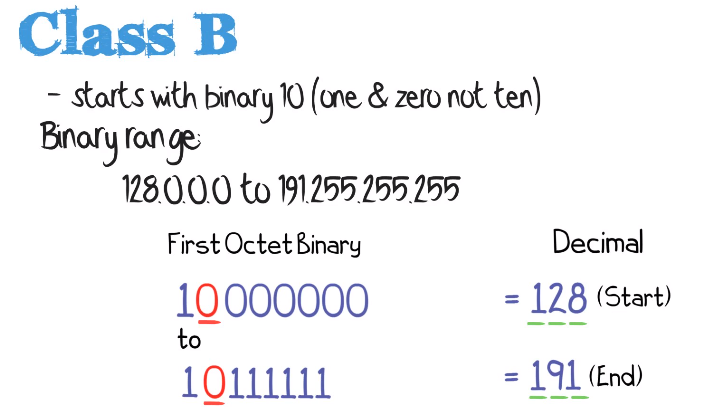 Class B
- starts with binary 10 (one & zero not ten)
Binary range:
128.0.0.0 to 191.255.255.255
First Octet Binary Decimal
10000000 = 128 (Start)
to
10111111 = 191 (End)